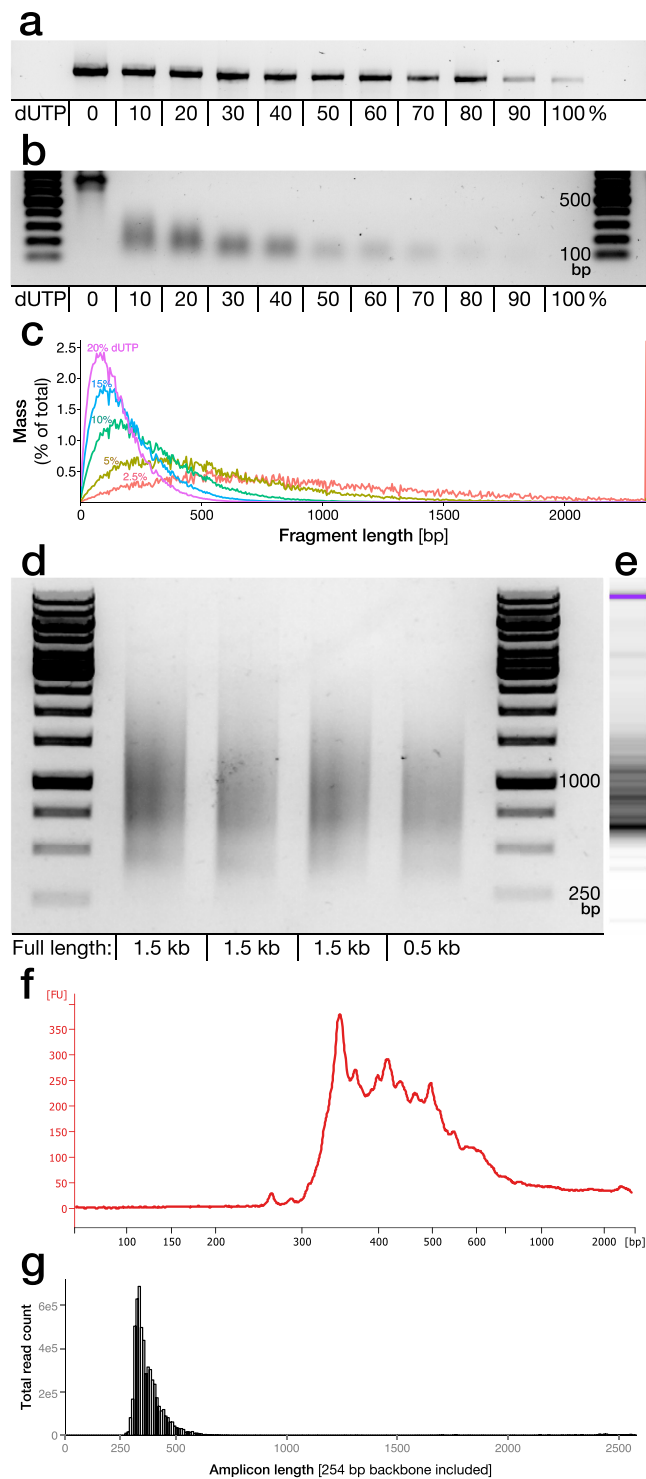 a
dUTP 0 10 20 30 40 50 60 70 80 90 100 %
b
500
100
bp
dUTP 0 10 20 30 40 50 60 70 80 90 100 %
c
2.5
20% dUTP
2.0
15%
1.5
10%
1.0
5%
0.5
2.5%
Mass
(% of total)
0 500 1000 1500 2000
Fragment length [bp]
d
e
1000
250
bp
Full length: 1.5 kb 1.5 kb 1.5 kb 0.5 kb
f
[FU]
350
300
250
200
150
100
50
0
100 150 200 300 400 500 600 1000 2000 [bp]
g
Total read count
6e5
4e5
2e5
0
0 250 500 1000 1500 2000 2500
Amplicon length [254 bp backbone included]